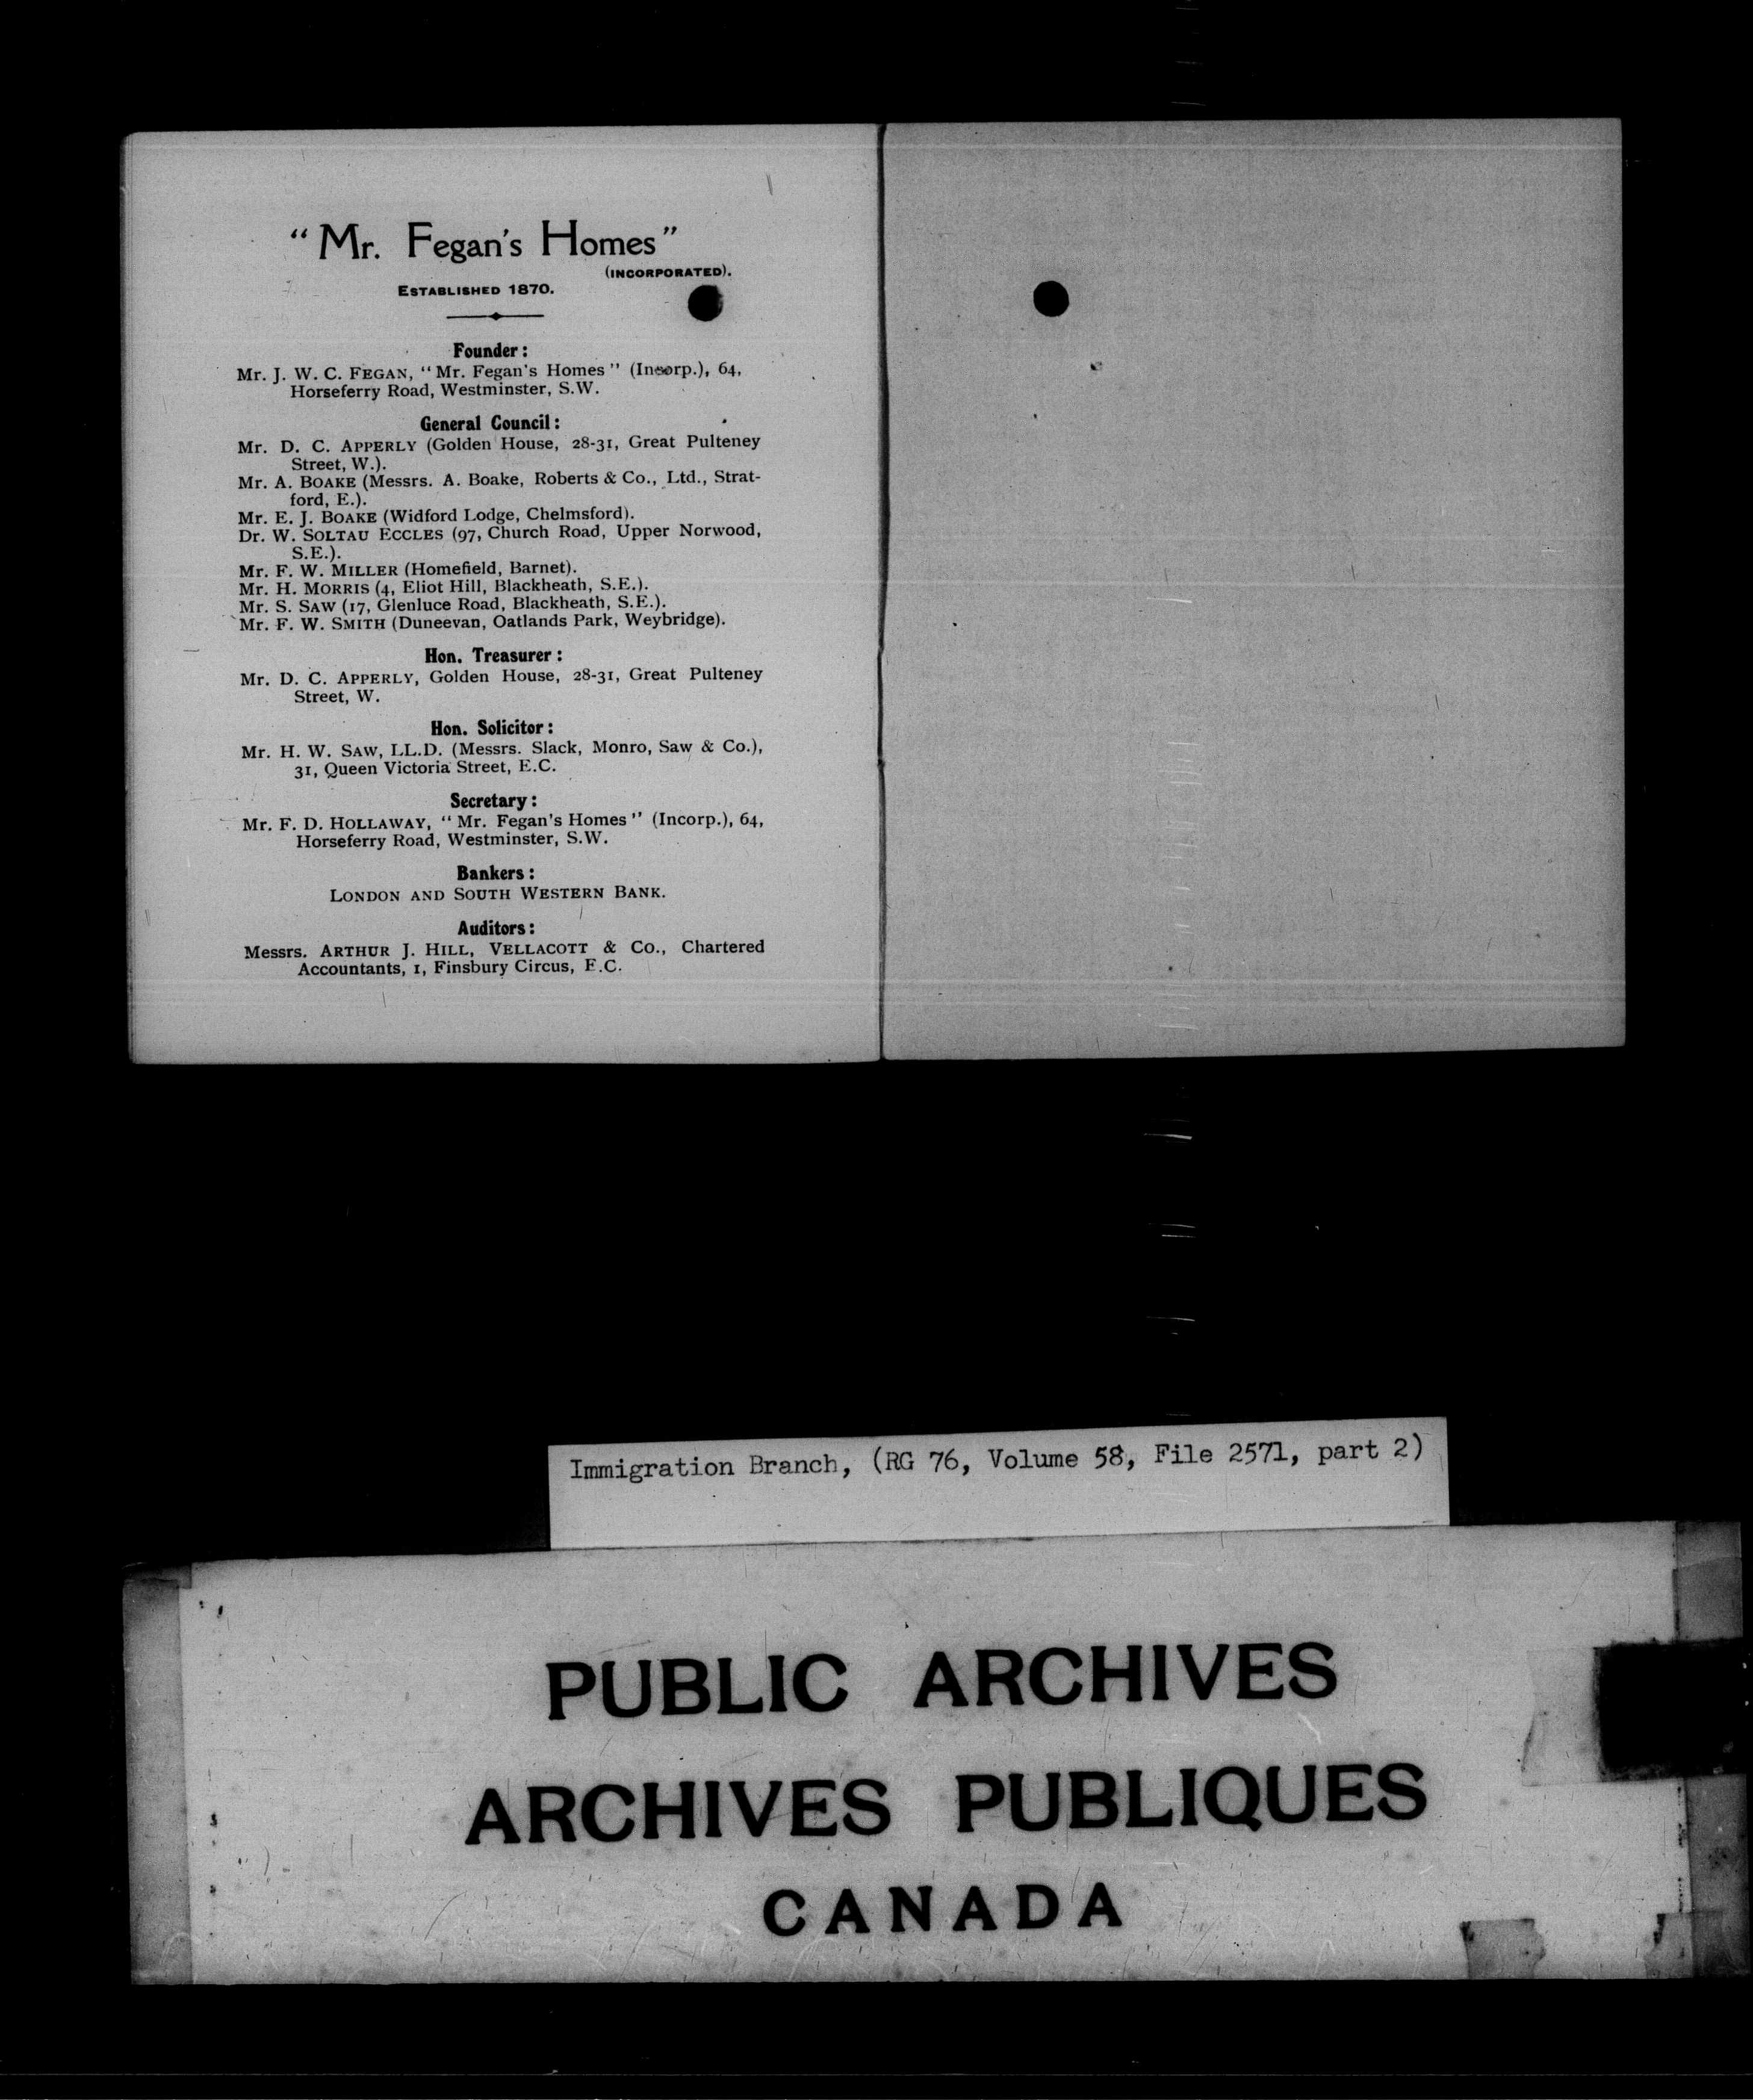 “Mr. Fegan's Homes”
(INCORPORATED).
ESTABLISHED 1870.
Founder:
Mr. J. W. C. FEGAN, “Mr. Fegan's Homes” (Incorp.), 64,
Horseferry Road, Westminster, S.W.
General Council:
Mr. D. C. APPERLY (Golden House, 28-31, Great Pulteney
Street, W.).
Mr. A. BOAKE (Messrs. A. Boake, Roberts & Co., Ltd., Strat-
ford, E.).
Mr. E. J. BOAKE (Widford Lodge, Chelmsford).
Dr. W. SOLTAU ECCLES (97, Church Road, Upper Norwood,
S.E.).
Mr. F. W. MILLER (Homefield, Barnet).
Mr. H. MORRIS (4, Eliot Hill, Blackheath, S.E.).
Mr. S. SAW (17, Glenluce Road, Blackheath, S.E.).
Mr. F. W. SMITH (Duneevan, Oatlands Park, Weybridge).
Hon. Treasurer:
Mr. D. C. APPERLY, Golden House, 28-31, Great Pulteney
Street, W.
Hon. Solicitor:
Mr. H. W. SAW, LL.D. (Messrs. Slack, Monro, Saw & Co.),
31, Queen Victoria Street, E.C.
Secretary:
Mr. F. D. HOLLAWAY, “Mr. Fegan's Homes” (Incorp.), 64,
Horseferry Road, Westminster, S.W.
Bankers:
LONDON AND SOUTH WESTERN BANK.
Auditors:
Messrs. ARTHUR J. HILL, VELLACOTT & Co., Chartered
Accountants, 1, Finsbury Circus, E.C.
Immigration Branch, (RG 76, Volume 58, File 2571, part 2)
PUBLIC ARCHIVES
ARCHIVES PUBLIQUES
CANADA